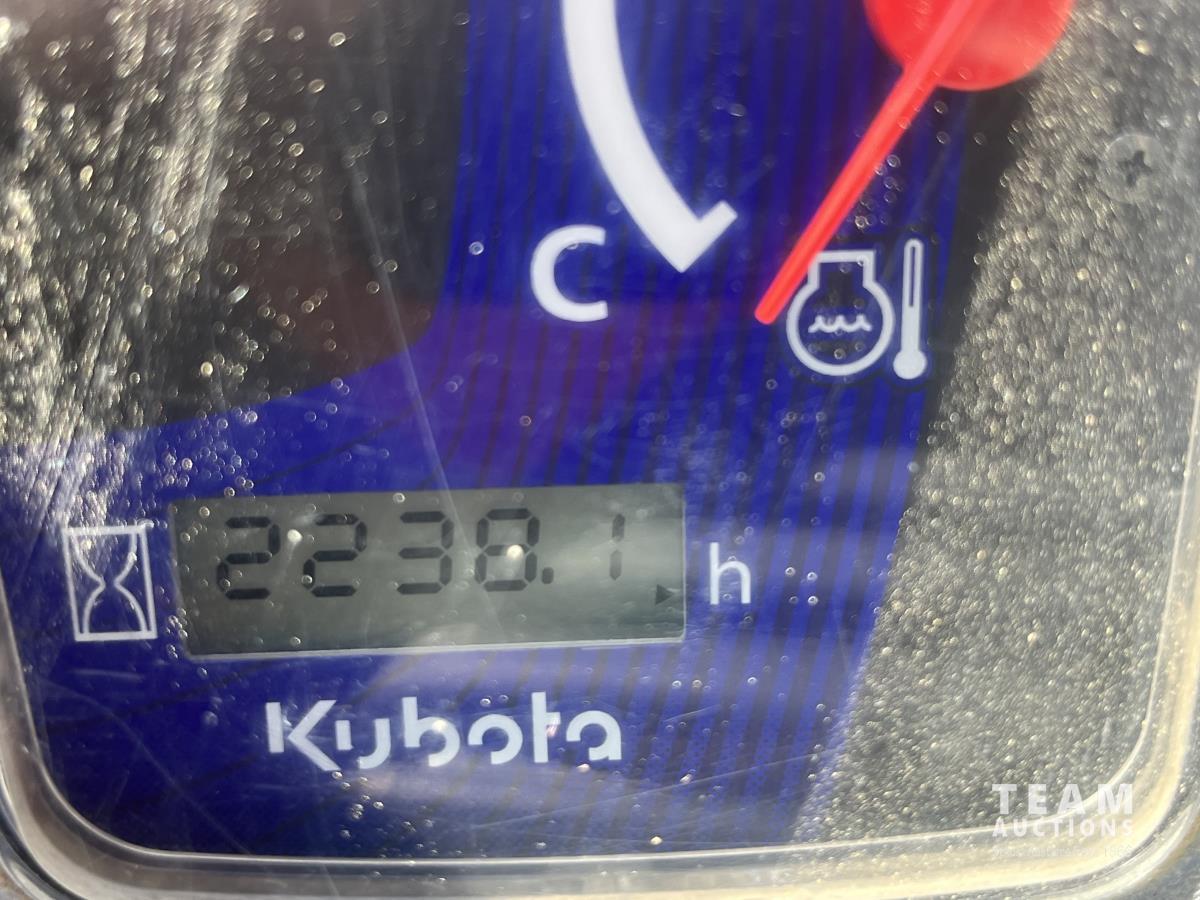 C
2238.1 h
Kubota
TEAM
AUCTIONS